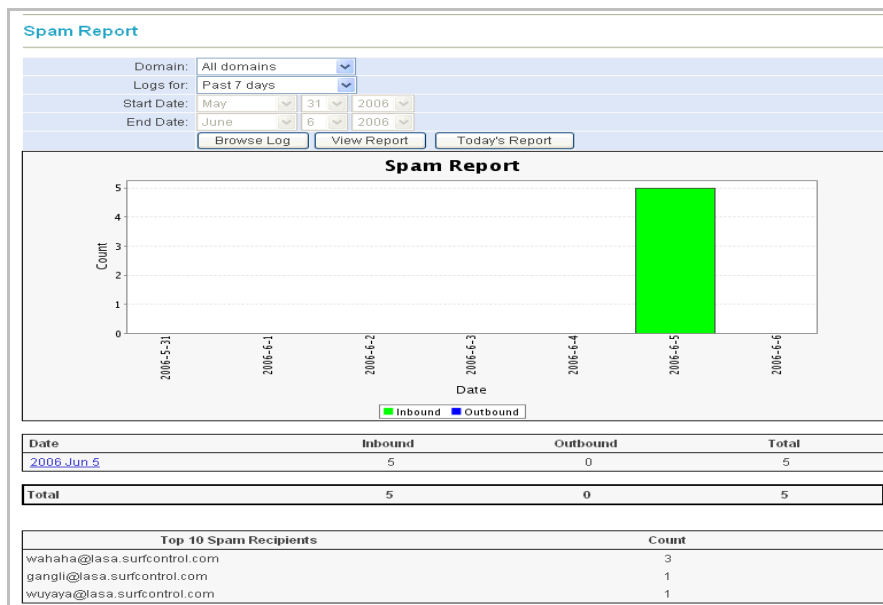 Spam Report
Domain: All domains
Logs for: Past 7 days
Start Date: May 31 2006
End Date: June 6 2006
Browse Log View Report Today's Report
Spam Report
5
4
3
2
1
0
Count
2006-5-31 2006-6-1 2006-6-2 2006-6-3 2006-6-4 2006-6-5 2006-6-6
Date
Inbound Outbound
Date Inbound Outbound Total
2006 Jun 5 5 0 5
Total 5 0 5
Top 10 Spam Recipients Count
wahaha@lasa.surfcontrol.com 3
gangli@lasa.surfcontrol.com 1
wuyaya@lasa.surfcontrol.com 1